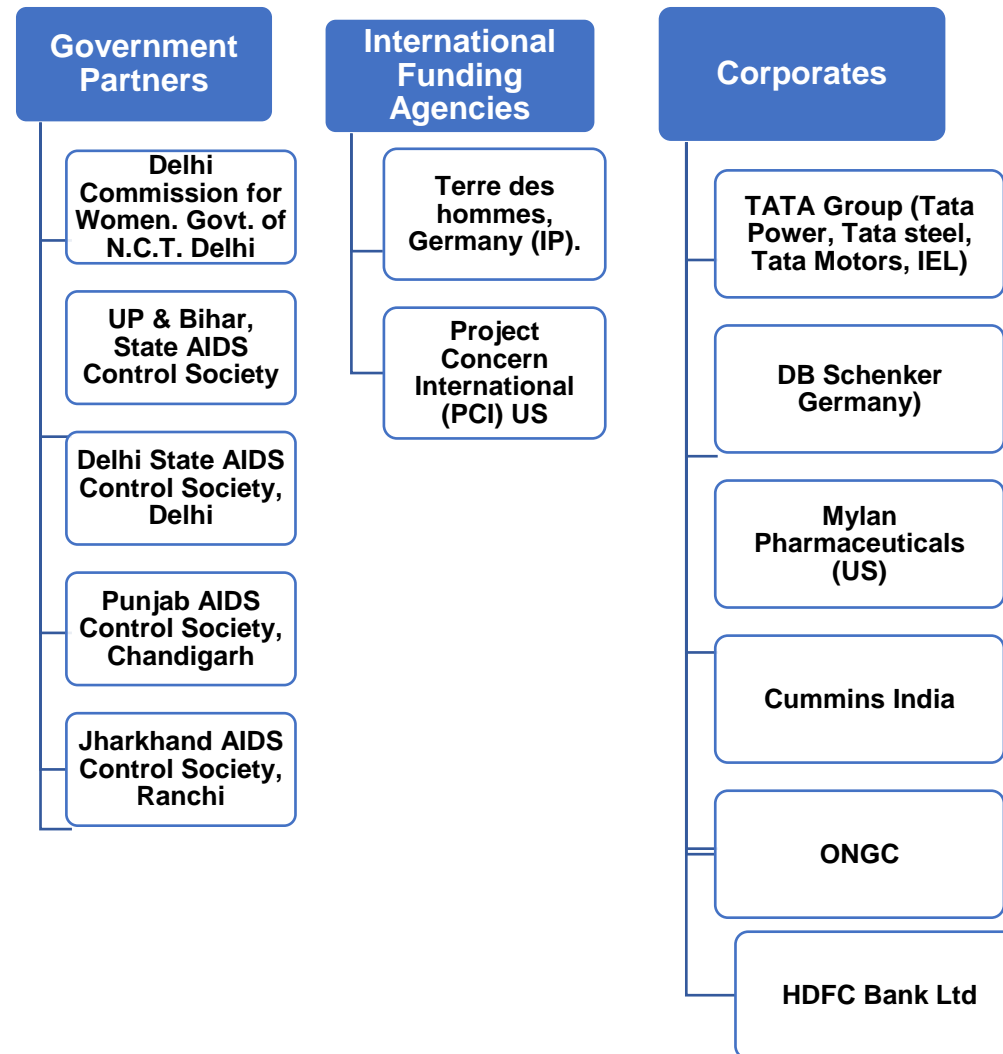 Government
Partners
Delhi
Commission for
Women. Govt. of
N.C.T. Delhi
UP & Bihar,
State AIDS
Control Society
Delhi State AIDS
Control Society,
Delhi
Punjab AIDS
Control Society,
Chandigarh
Jharkhand AIDS
Control Society,
Ranchi
International
Funding
Agencies
Terre des
hommes,
Germany (IP).
Project
Concern
International
(PCI) US
Corporates
TATA Group (Tata
Power, Tata steel,
Tata Motors, IEL)
DB Schenker
Germany)
Mylan
Pharmaceuticals
(US)
Cummins India
ONGC
HDFC Bank Ltd